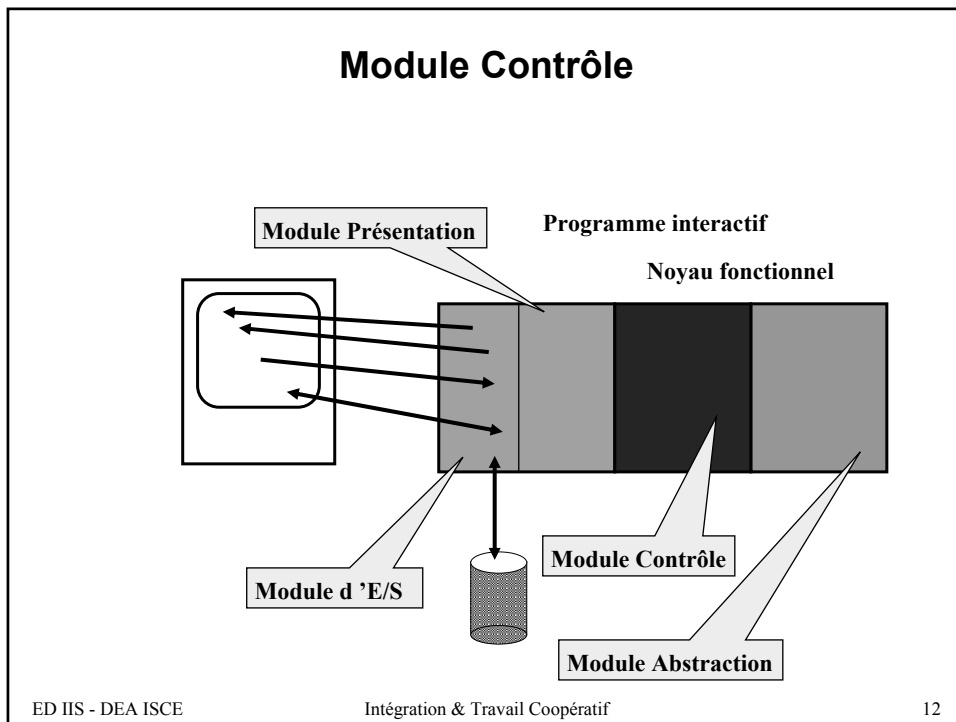 Module Contrôle
Module Présentation
Programme interactif
Noyau fonctionnel
Module Contrôle
Module d ’E/S
Module Abstraction
ED IIS - DEA ISCE
Intégration & Travail Coopératif
12